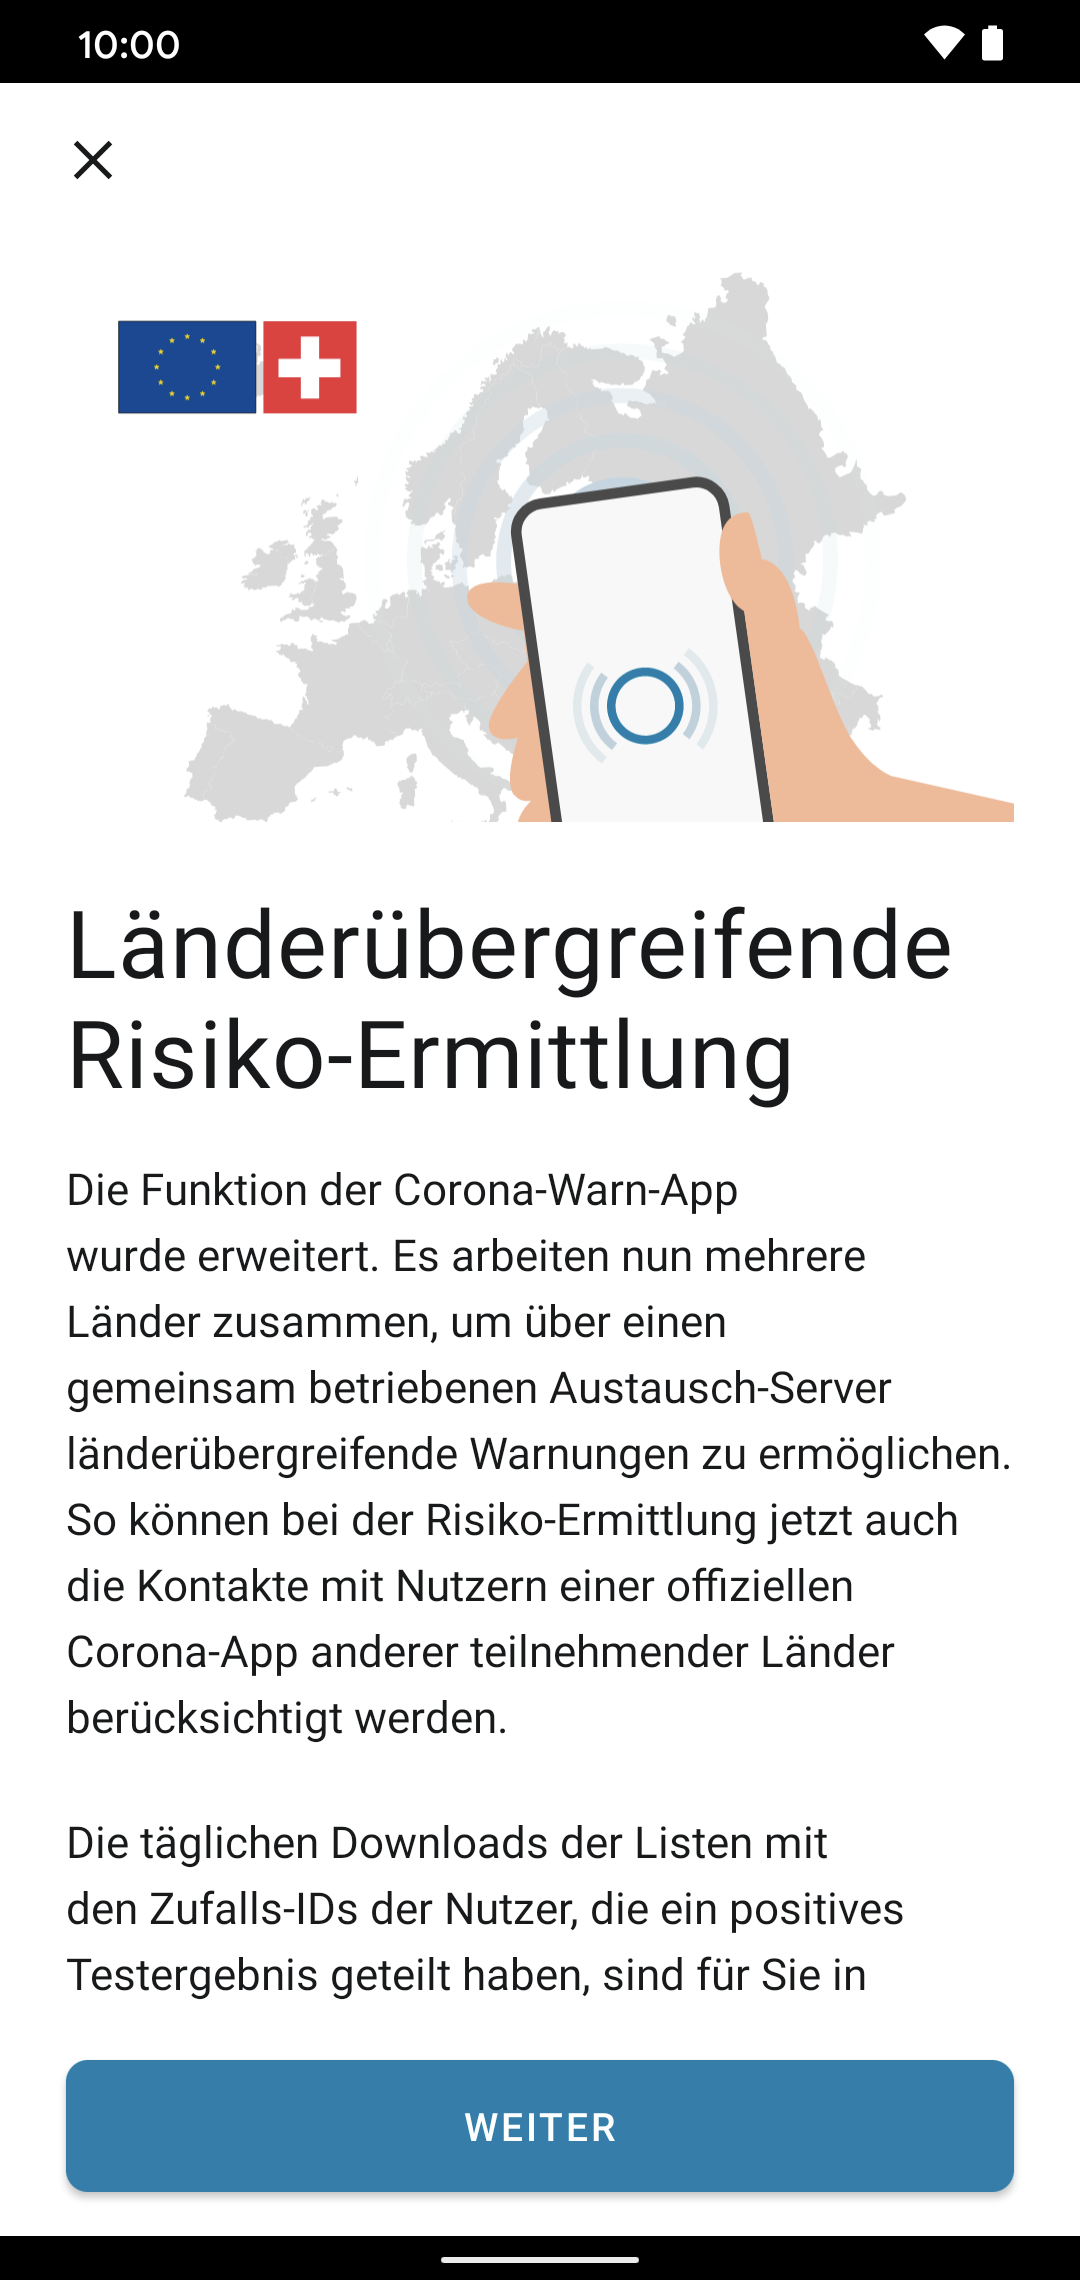 10:00
Länderübergreifende
Risiko-Ermittlung
Die Funktion der Corona-Warn-App
wurde erweitert. Es arbeiten nun mehrere
Länder zusammen, um über einen
gemeinsam betriebenen Austausch-Server
länderübergreifende Warnungen zu ermöglichen.
So können bei der Risiko-Ermittlung jetzt auch
die Kontakte mit Nutzern einer offiziellen
Corona-App anderer teilnehmender Länder
berücksichtigt werden.
Die täglichen Downloads der Listen mit
den Zufalls-IDs der Nutzer, die ein positives
Testergebnis geteilt haben, sind für Sie in
WEITER